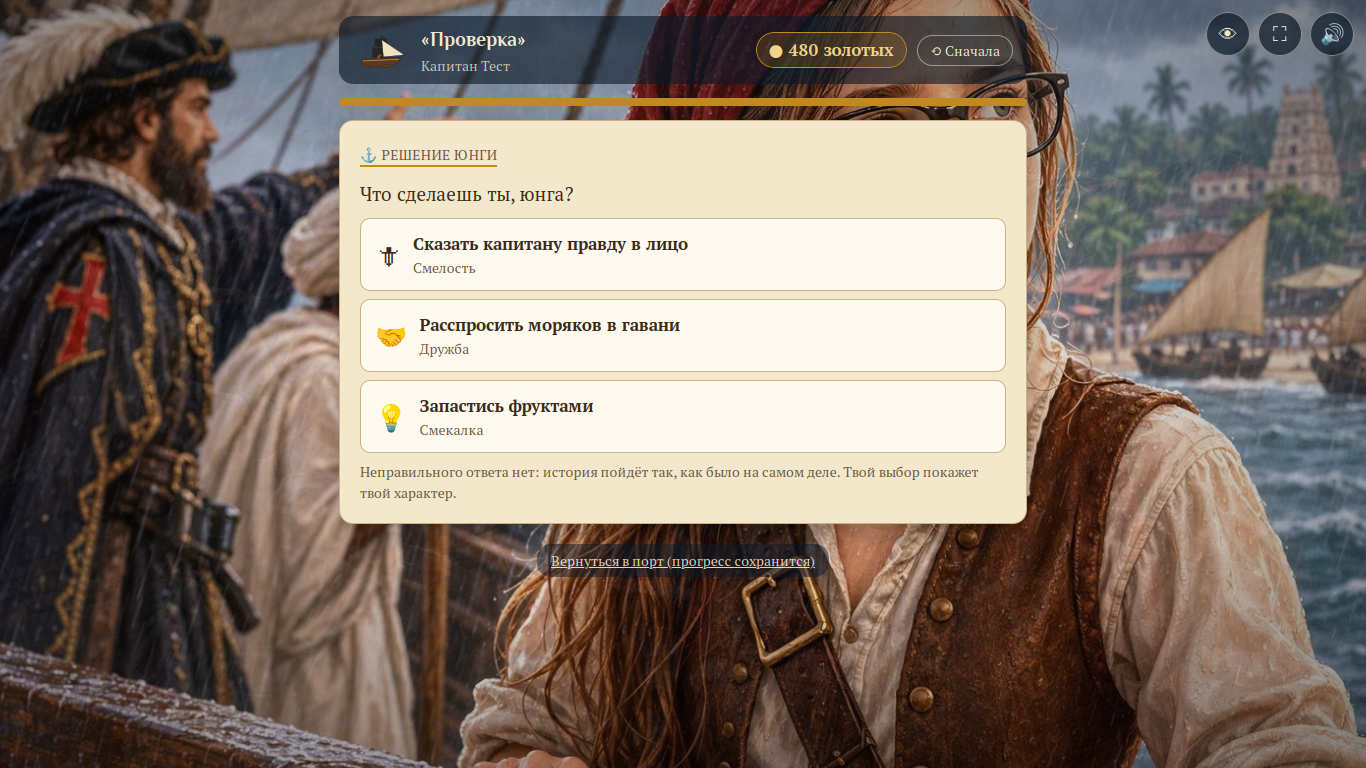 «Проверка»
Капитан Тест
480 золотых
⟲ Сначала
⚓ РЕШЕНИЕ ЮНГИ
Что сделаешь ты, юнга?
Сказать капитану правду в лицо
Смелость
Расспросить моряков в гавани
Дружба
Запастись фруктами
Смекалка
Неправильного ответа нет: история пойдёт так, как было на самом деле. Твой выбор покажет
твой характер.
Вернуться в порт (прогресс сохранится)